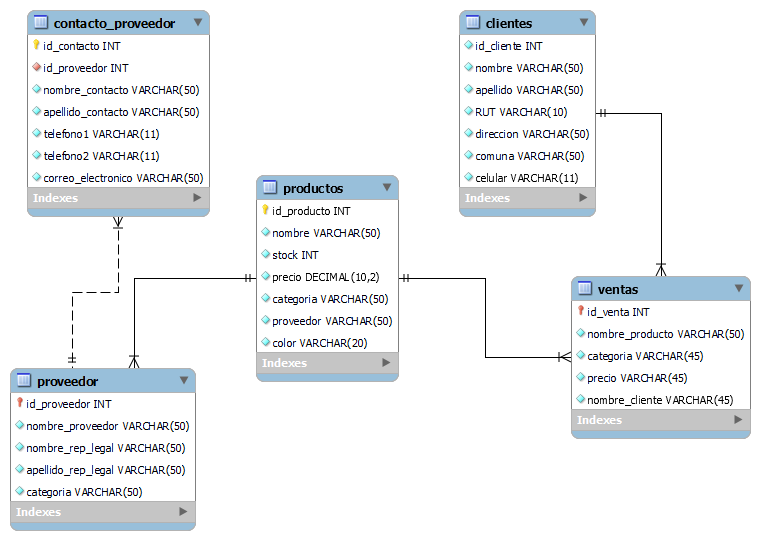 contacto_proveedor
id_contacto INT
id_proveedor INT
nombre_contacto VARCHAR(50)
apellido_contacto VARCHAR(50)
telefono1 VARCHAR(11)
telefono2 VARCHAR(11)
correo_electronico VARCHAR(50)
Indexes
clientes
id_cliente INT
nombre VARCHAR(50)
apellido VARCHAR(50)
RUT VARCHAR(10)
direccion VARCHAR(50)
comuna VARCHAR(50)
celular VARCHAR(11)
Indexes
productos
id_producto INT
nombre VARCHAR(50)
stock INT
precio DECIMAL(10,2)
categoria VARCHAR(50)
proveedor VARCHAR(50)
color VARCHAR(20)
Indexes
ventas
id_venta INT
nombre_producto VARCHAR(50)
categoria VARCHAR(45)
precio VARCHAR(45)
nombre_cliente VARCHAR(45)
Indexes
proveedor
id_proveedor INT
nombre_proveedor VARCHAR(50)
nombre_rep_legal VARCHAR(50)
apellido_rep_legal VARCHAR(50)
categoria VARCHAR(50)
Indexes